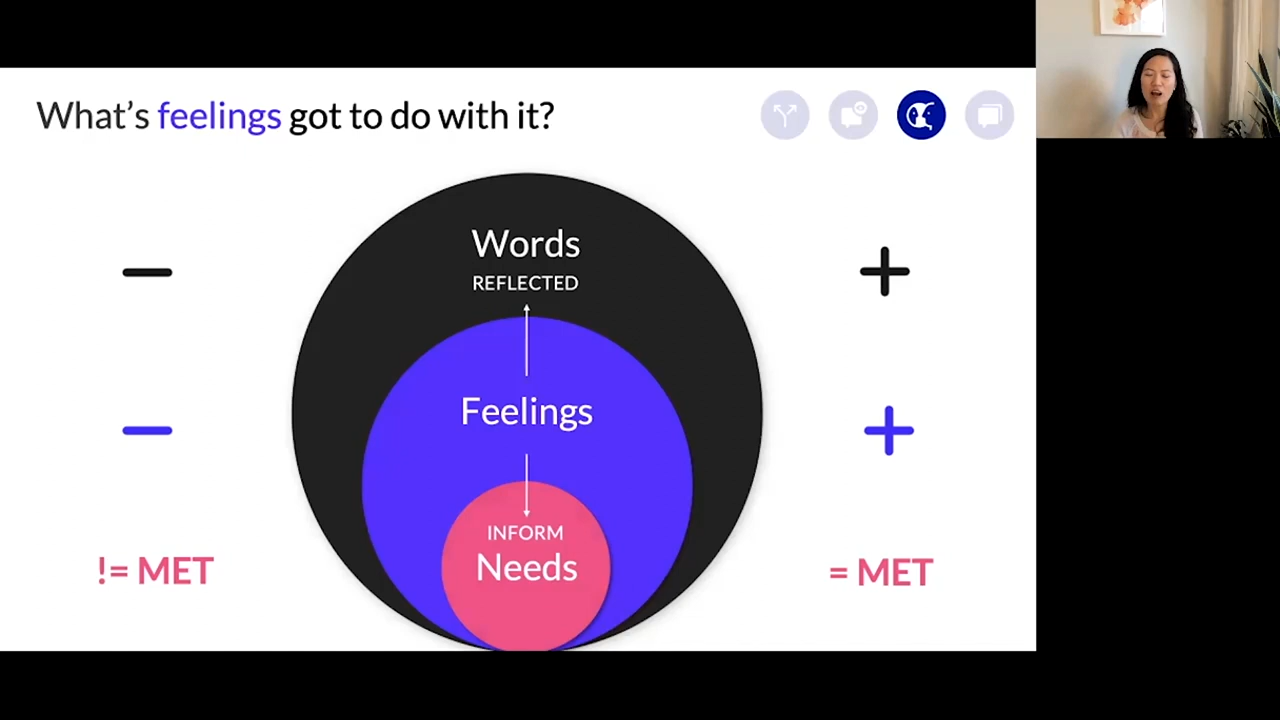 What's feelings got to do with it?
Words
REFLECTED
Feelings
INFORM
Needs
!= MET
= MET